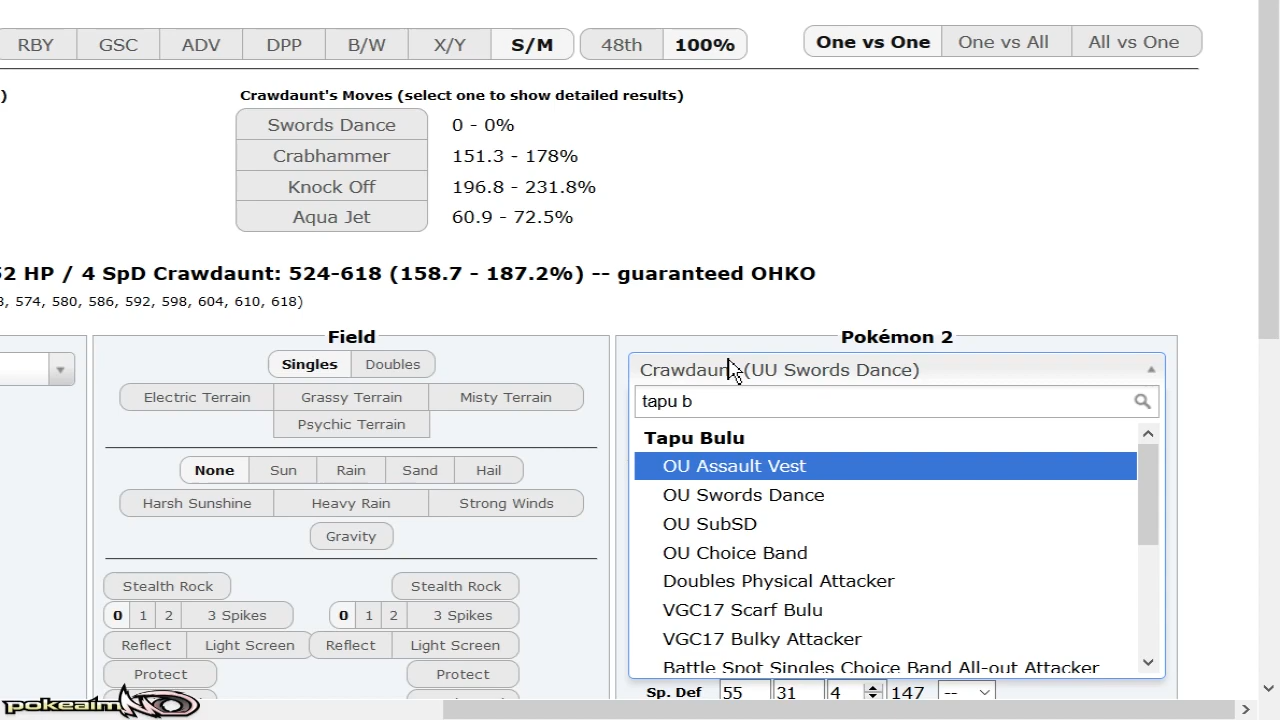 RBY GSC ADV DPP B/W X/Y S/M 48th 100% One vs One One vs All All vs One
)
Crawdaunt's Moves (select one to show detailed results)
Swords Dance 0 - 0%
Crabhammer 151.3 - 178%
Knock Off 196.8 - 231.8%
Aqua Jet 60.9 - 72.5%
52 HP / 4 SpD Crawdaunt: 524-618 (158.7 - 187.2%) -- guaranteed OHKO
, 574, 580, 586, 592, 598, 604, 610, 618)
Field
Singles Doubles
Electric Terrain Grassy Terrain Misty Terrain
Psychic Terrain
None Sun Rain Sand Hail
Harsh Sunshine Heavy Rain Strong Winds
Gravity
Stealth Rock Stealth Rock
0 1 2 3 Spikes 0 1 2 3 Spikes
Reflect Light Screen Reflect Light Screen
Protect Protect
Pokémon 2
Crawdaunt (UU Swords Dance)
tapu b
Tapu Bulu
OU Assault Vest
OU Swords Dance
OU SubSD
OU Choice Band
Doubles Physical Attacker
VGC17 Scarf Bulu
VGC17 Bulky Attacker
Battle Spot Singles Choice Band All-out Attacker
Sp. Def 55 31 4 147 --
pokeaimMD